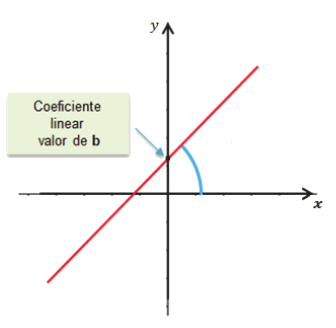 y
Coeficiente
linear
valor de b
x